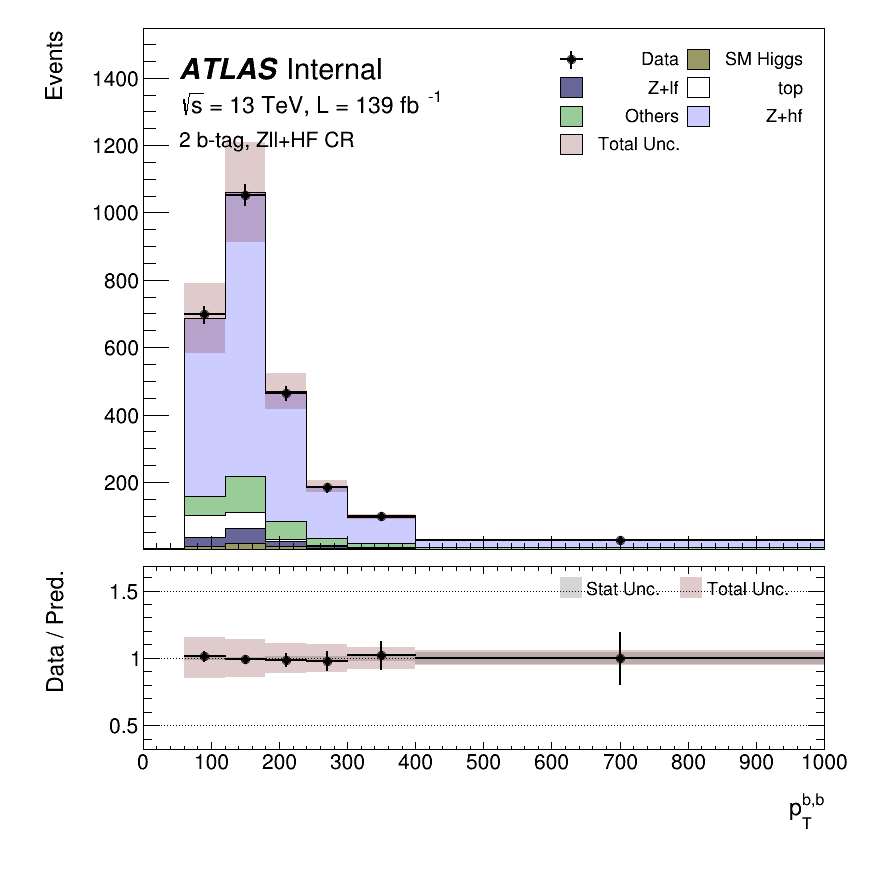 Events
ATLAS Internal
√s = 13 TeV, L = 139 fb⁻¹
2 b-tag, Zll+HF CR
Data
SM Higgs
Z+lf
top
Others
Z+hf
Total Unc.
1400
1200
1000
800
600
400
200
Data / Pred.
Stat Unc.
Total Unc.
1.5
1
0.5
0 100 200 300 400 500 600 700 800 900 1000
p_T^{b,b}